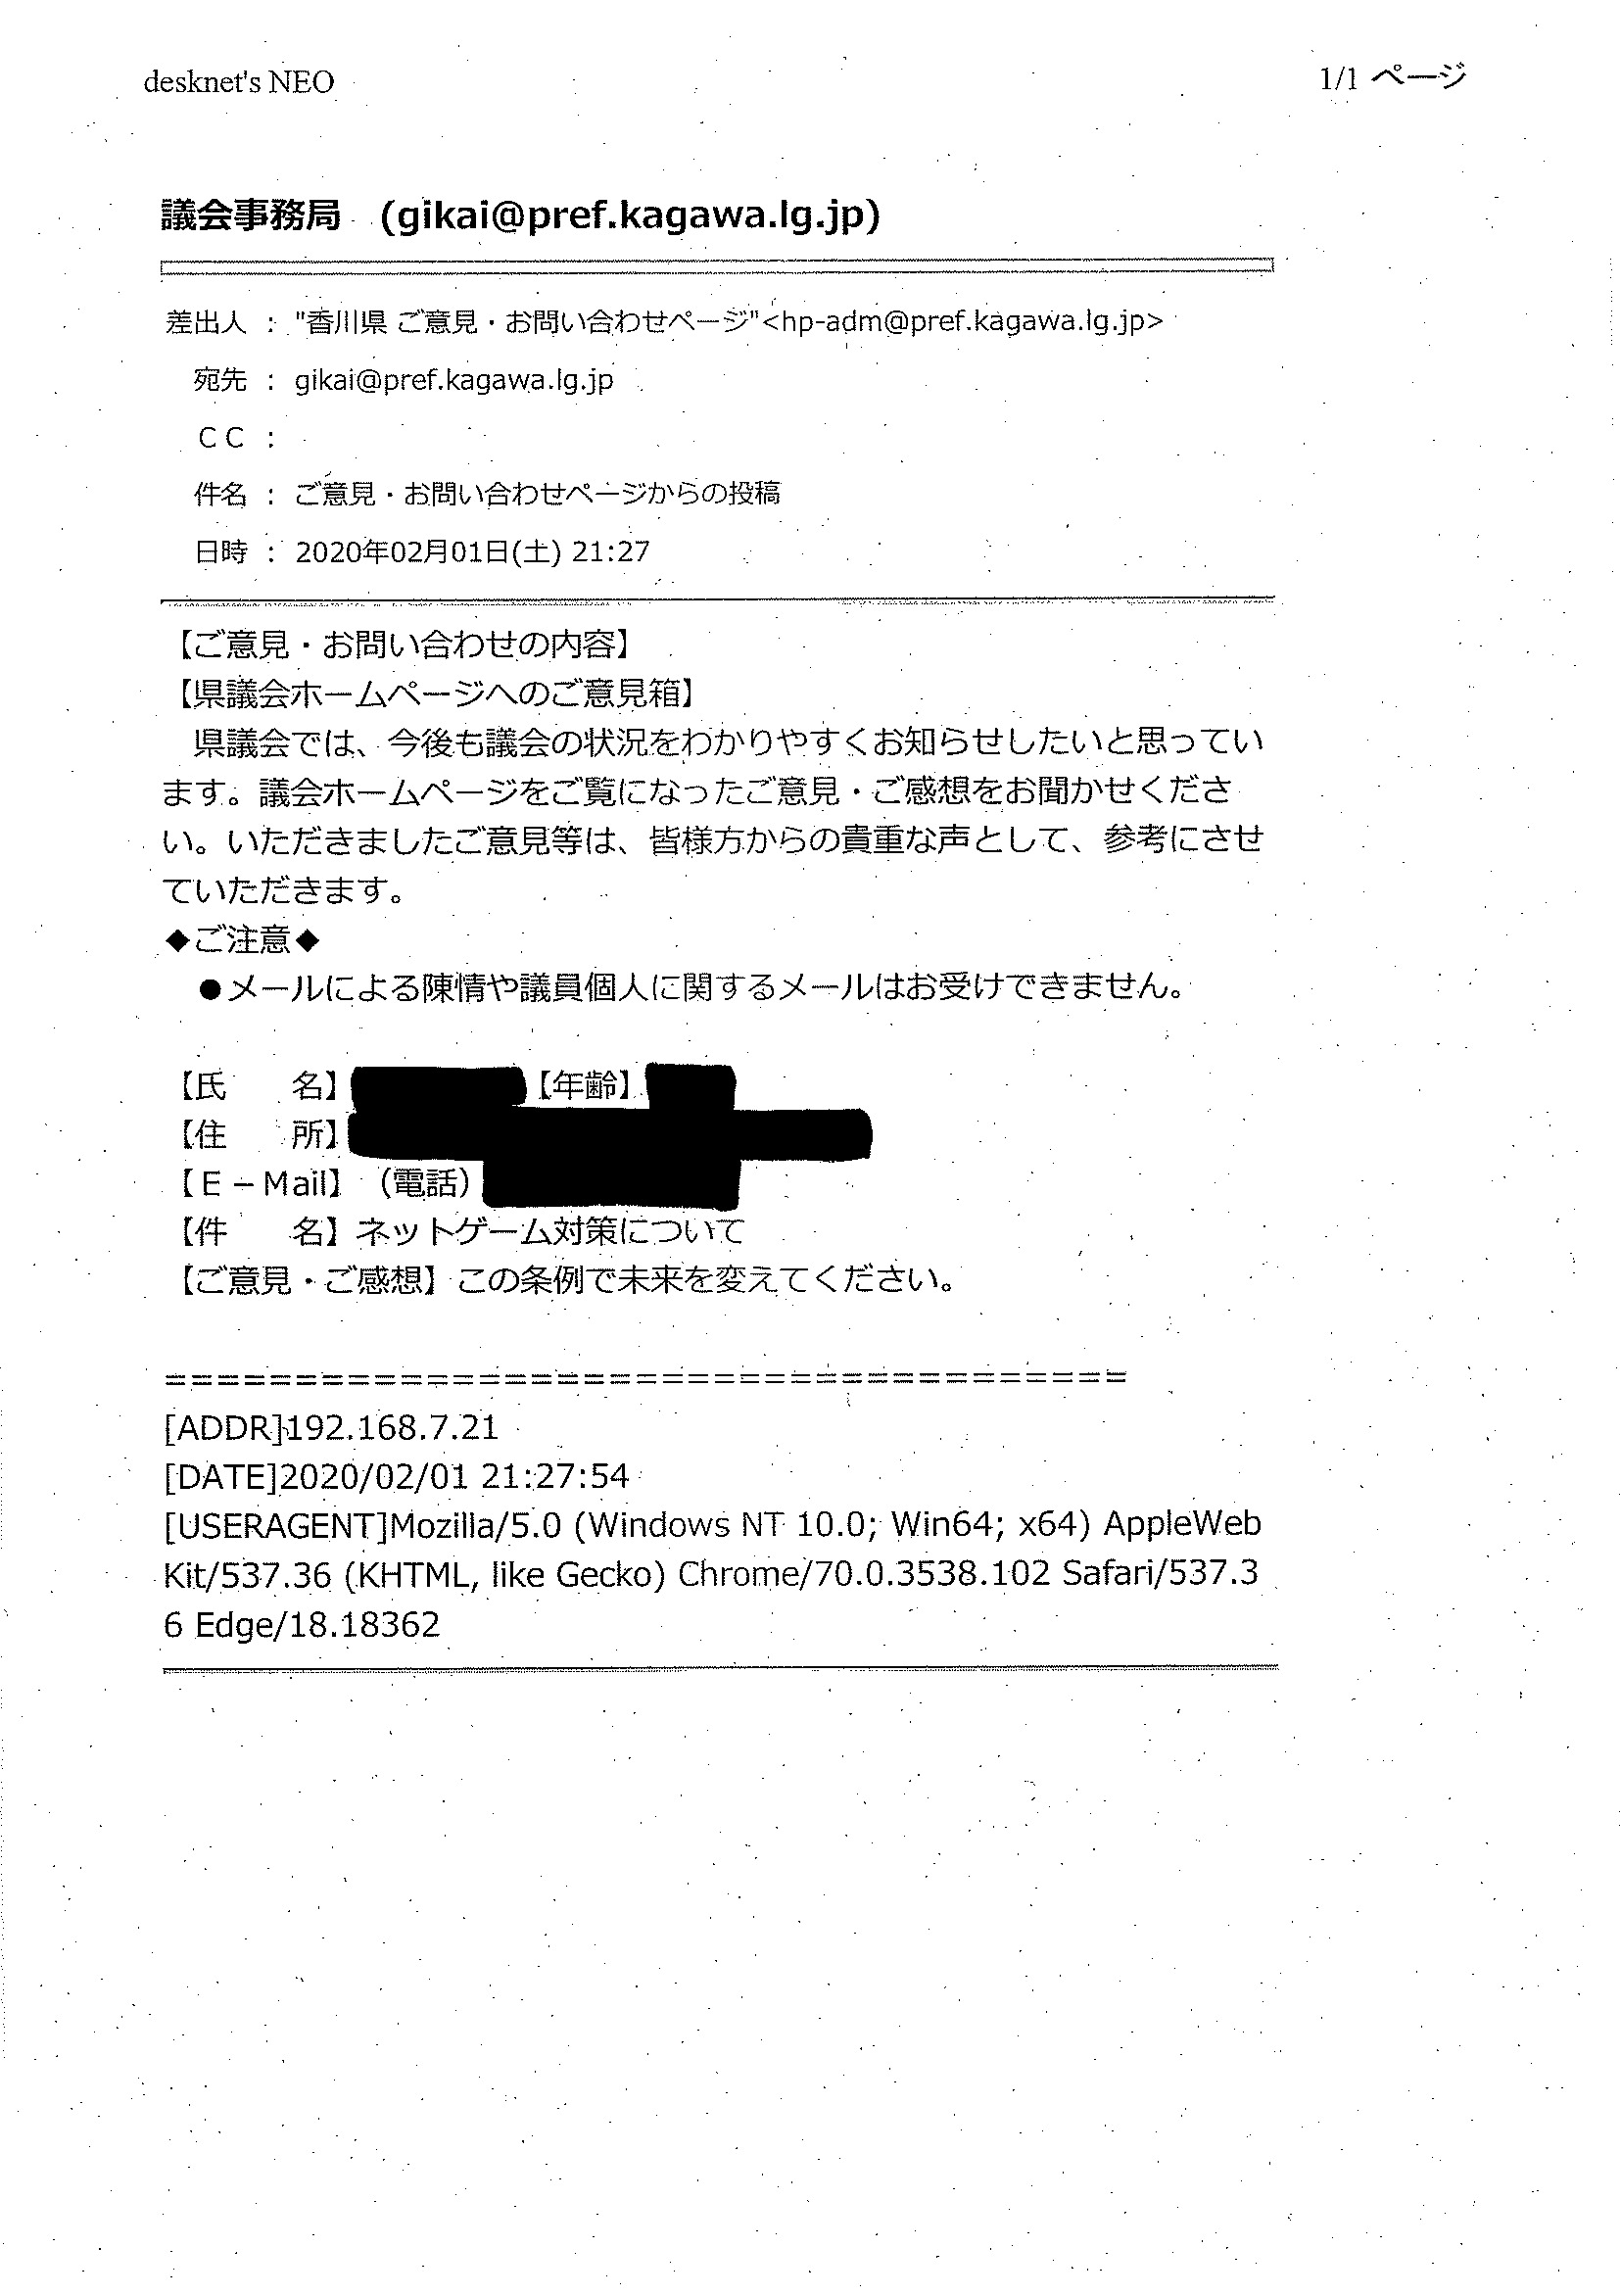 desknet's NEO
1/1 ページ
議会事務局 (gikai@pref.kagawa.lg.jp)
差出人 : "香川県 ご意見・お問い合わせページ"<hp-adm@pref.kagawa.lg.jp>
宛先 : gikai@pref.kagawa.lg.jp
ＣＣ :
件名 : ご意見・お問い合わせページからの投稿
日時 : 2020年02月01日(土) 21:27
【ご意見・お問い合わせの内容】
【県議会ホームページへのご意見箱】
県議会では、今後も議会の状況をわかりやすくお知らせしたいと思ってい
ます。議会ホームページをご覧になったご意見・ご感想をお聞かせくださ
い。いただきましたご意見等は、皆様方からの貴重な声として、参考にさせ
ていただきます。
◆ご注意◆
●メールによる陳情や議員個人に関するメールはお受けできません。
【氏　　名】 【年齢】
【住　　所】
【Ｅ－Mail】（電話）
【件　　名】ネットゲーム対策について
【ご意見・ご感想】この条例で未来を変えてください。
=====================================
[ADDR]192.168.7.21
[DATE]2020/02/01 21:27:54
[USERAGENT]Mozilla/5.0 (Windows NT 10.0; Win64; x64) AppleWeb
Kit/537.36 (KHTML, like Gecko) Chrome/70.0.3538.102 Safari/537.3
6 Edge/18.18362